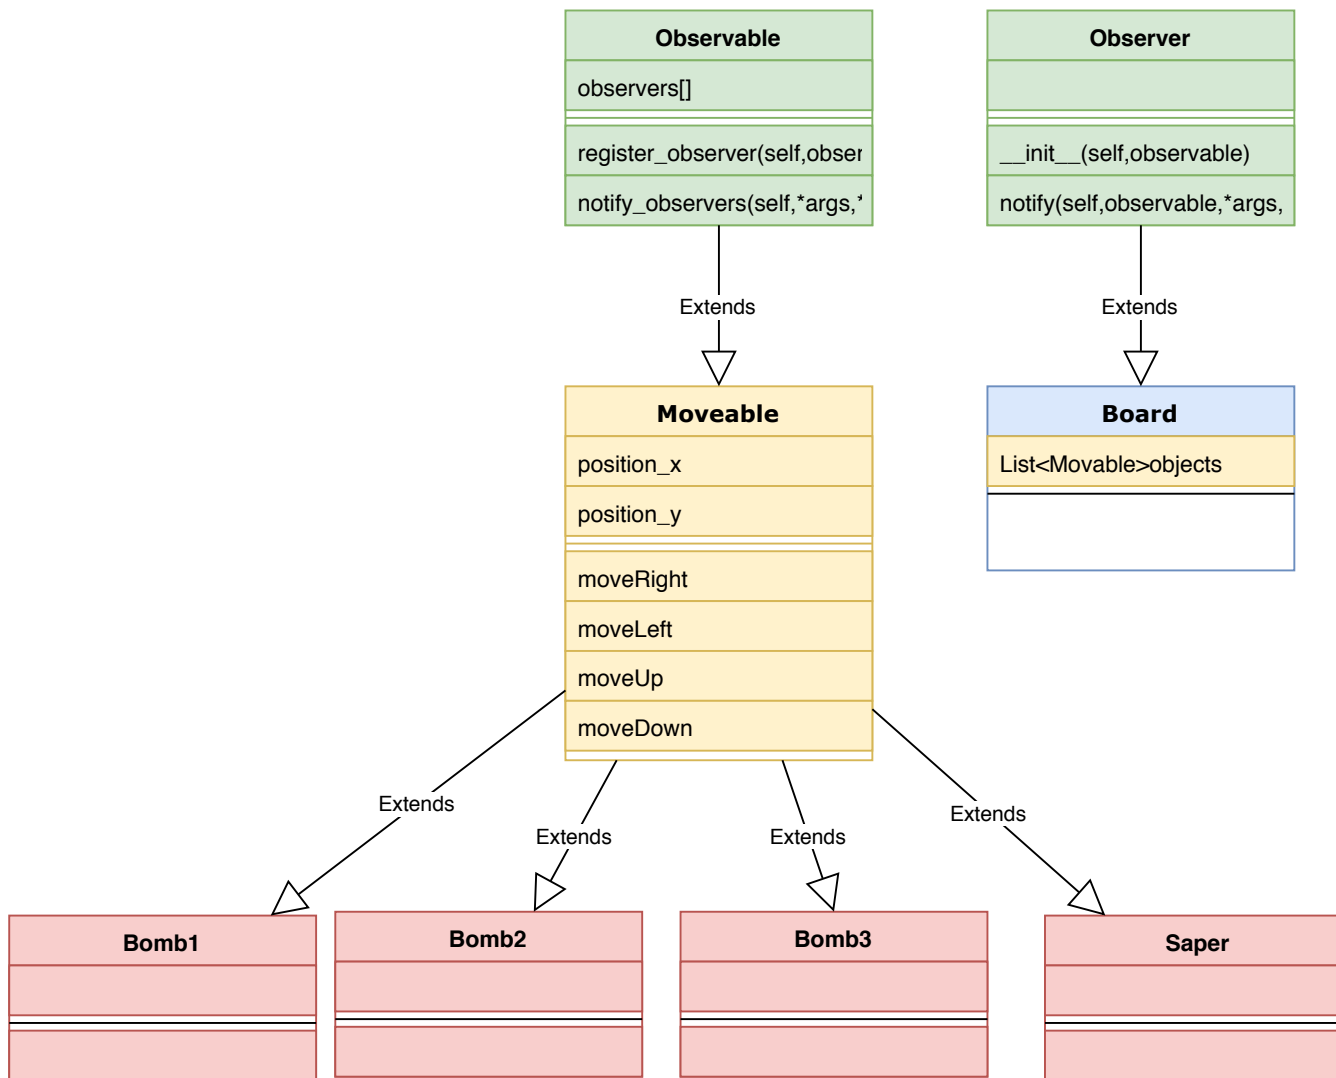 Observable
observers[]
register_observer(self,obser
notify_observers(self,*args,*
Observer
__init__(self,observable)
notify(self,observable,*args,
Extends
Extends
Moveable
position_x
position_y
moveRight
moveLeft
moveUp
moveDown
Board
List<Movable>objects
Extends
Extends
Extends
Extends
Bomb1
Bomb2
Bomb3
Saper